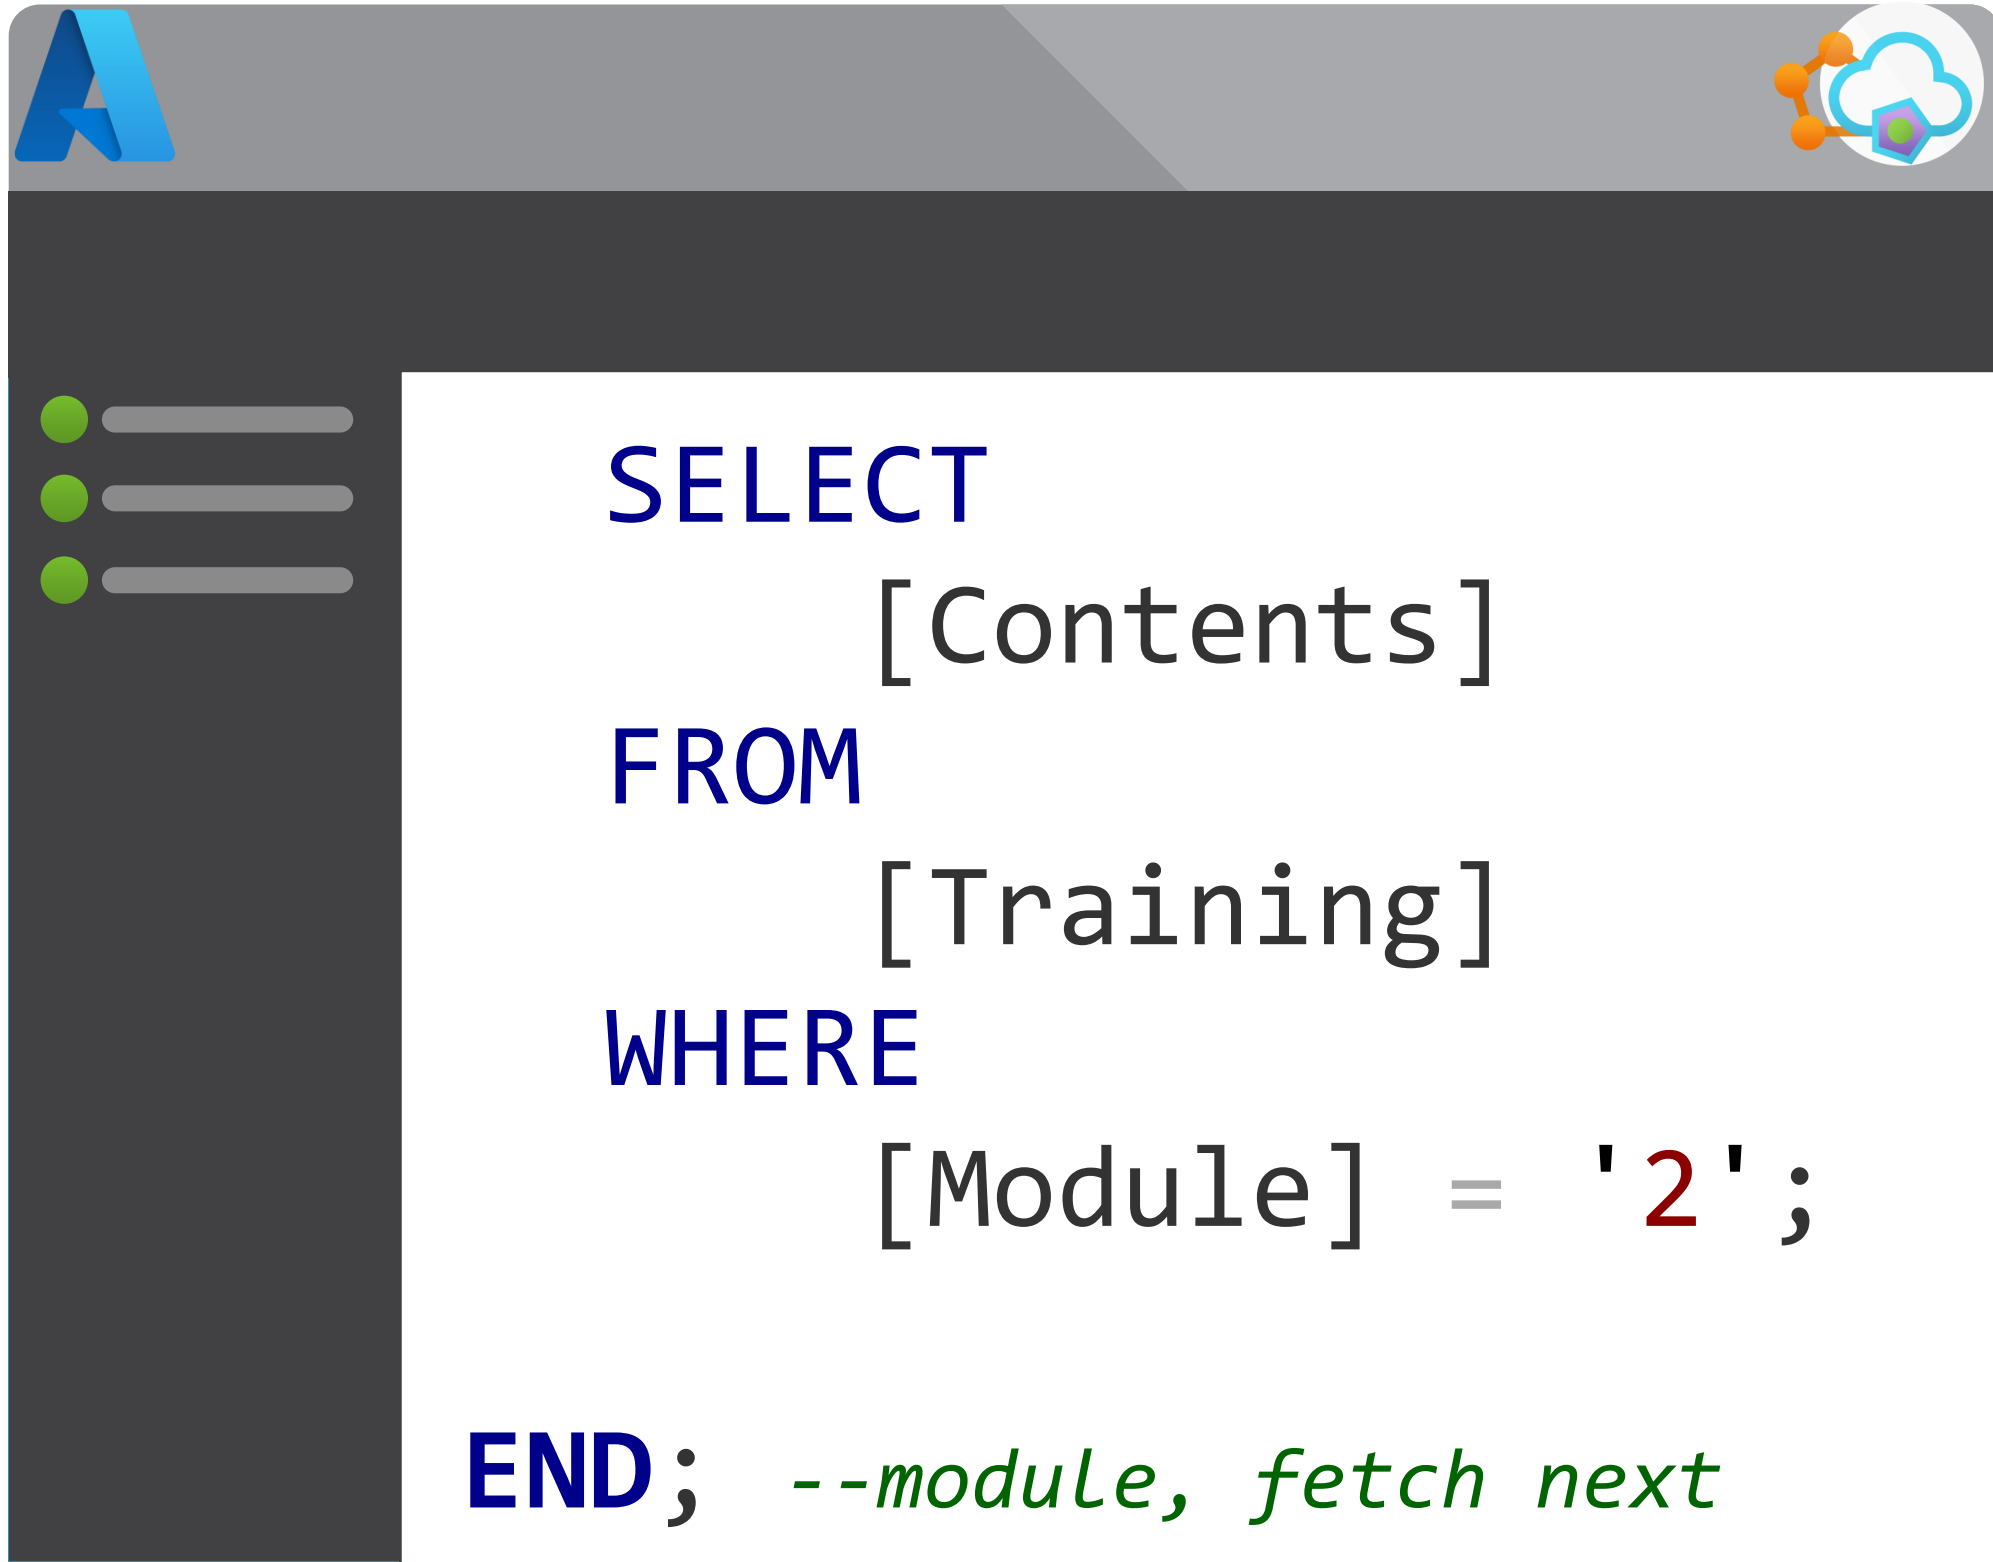 SELECT
[Contents]
FROM
[Training]
WHERE
[Module] = '2';
END; --module, fetch next